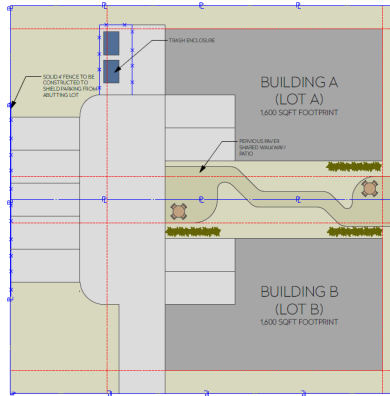 TRASH ENCLOSURE
SOLID 4' FENCE TO BE
CONSTRUCTED TO
SHIELD PARKING FROM
ABUTTING LOT
BUILDING A
(LOT A)
1,600 SQFT FOOTPRINT
PERVIOUS PAVER
SHARED WALKWAY/
PATIO
BUILDING B
(LOT B)
1,600 SQFT FOOTPRINT